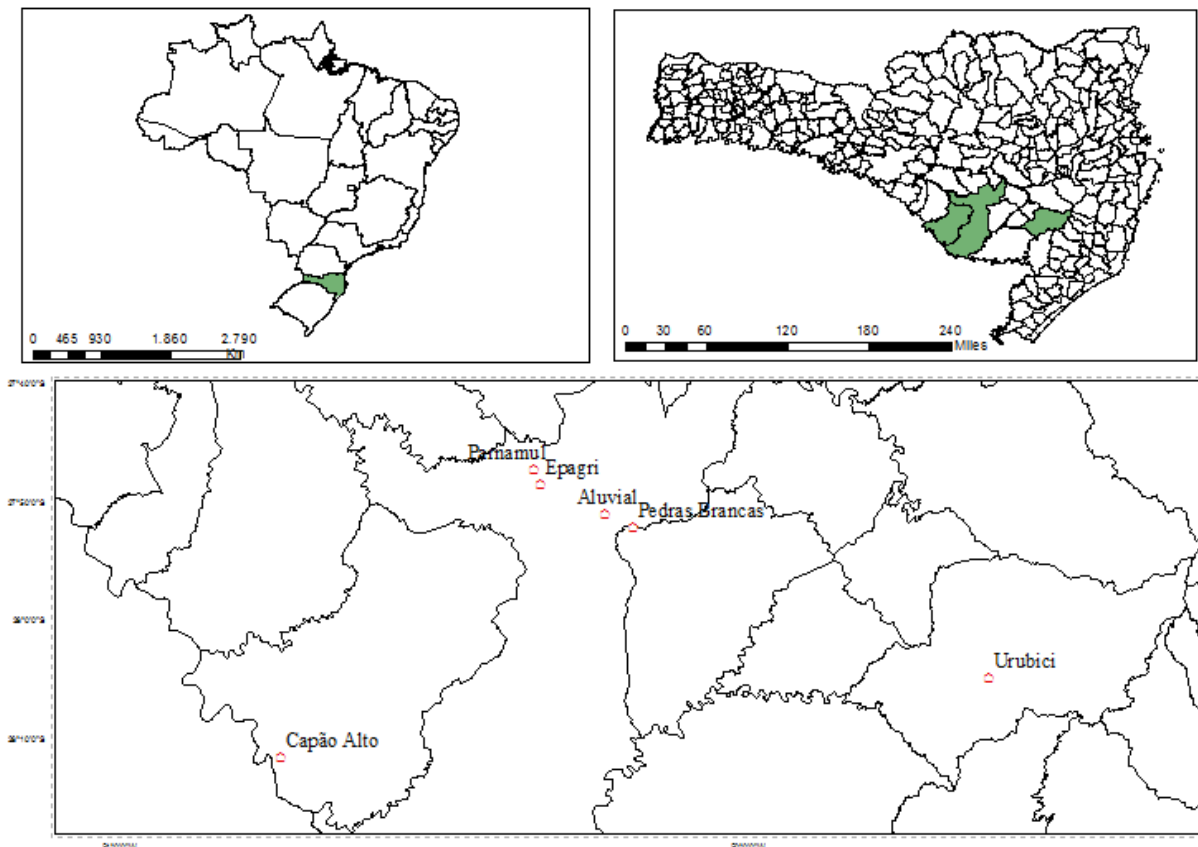 0 465 930 1.860 2.790
Km
0 30 60 120 180 240
Miles
Parnamul
Epagri
Aluvial
Pedras Brancas
Urubici
Capão Alto